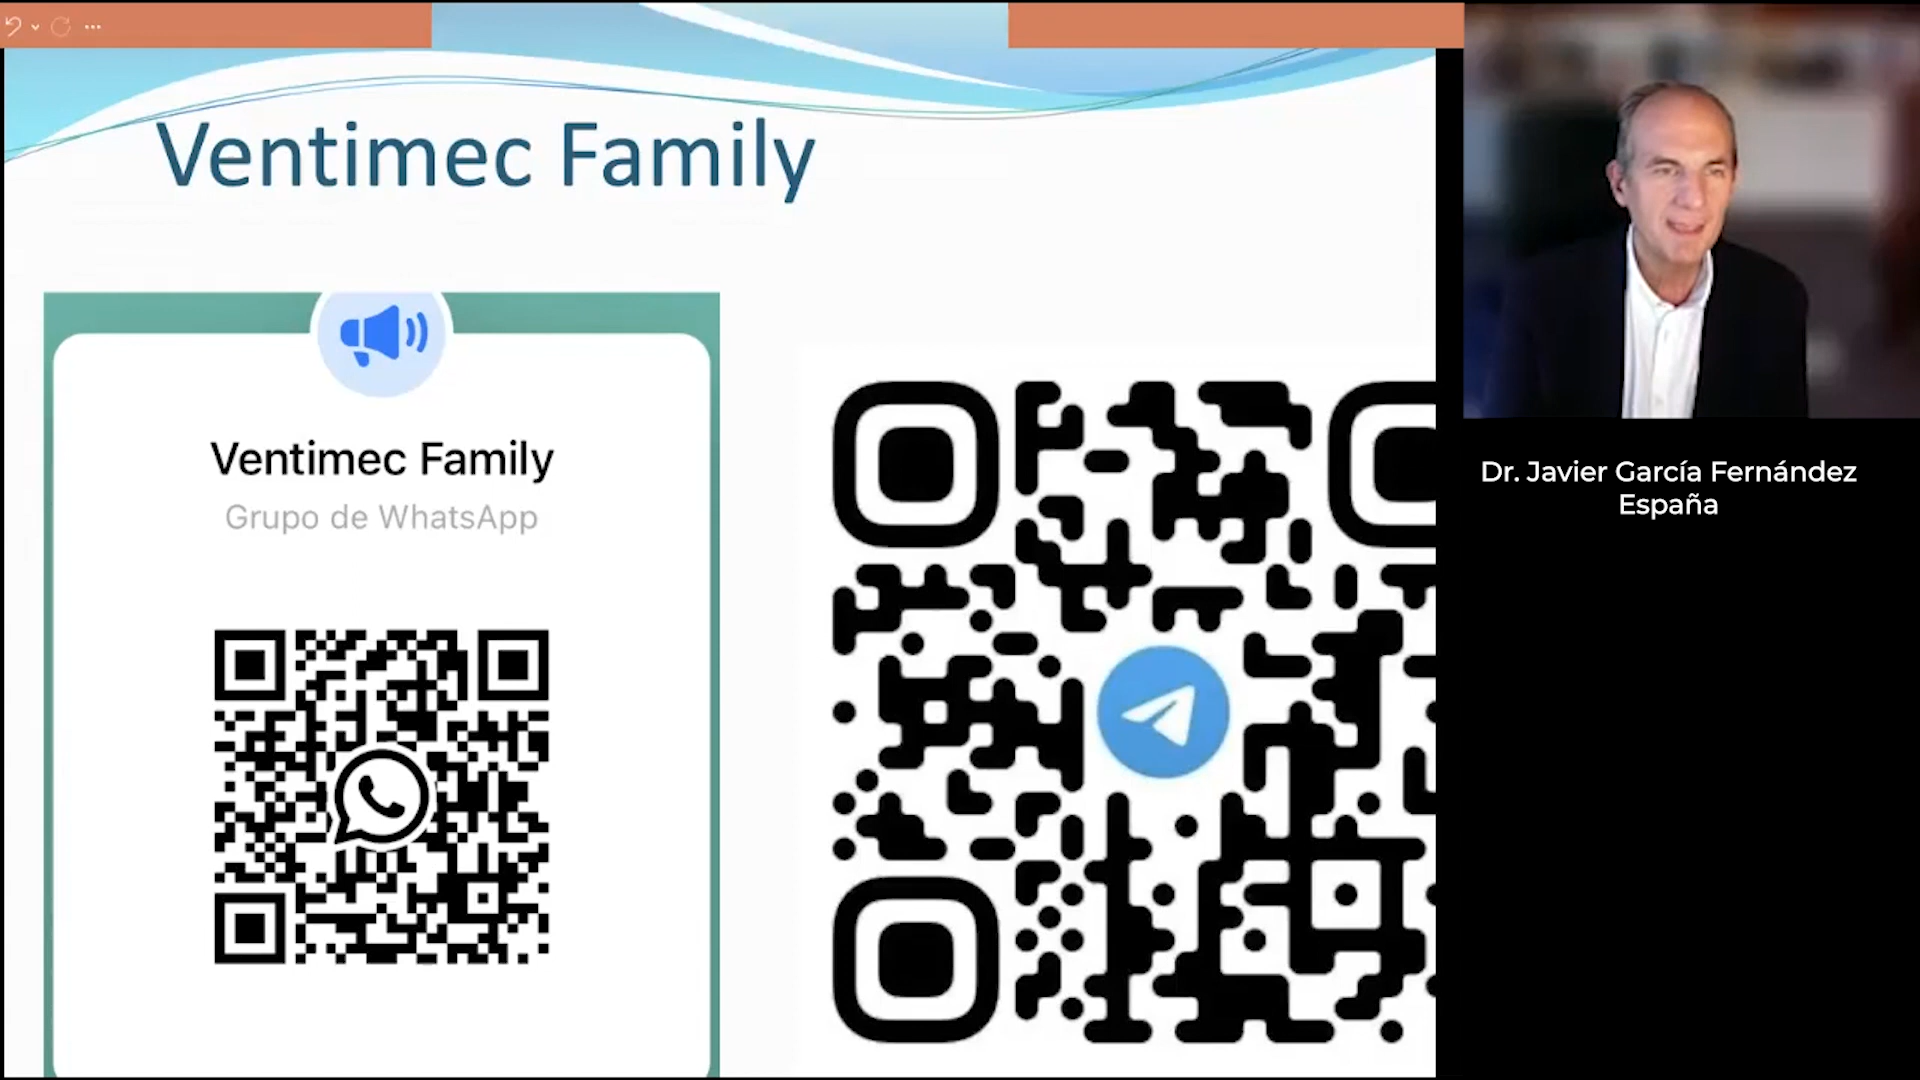 Ventimec Family
Ventimec Family
Grupo de WhatsApp
Dr. Javier García Fernández
España